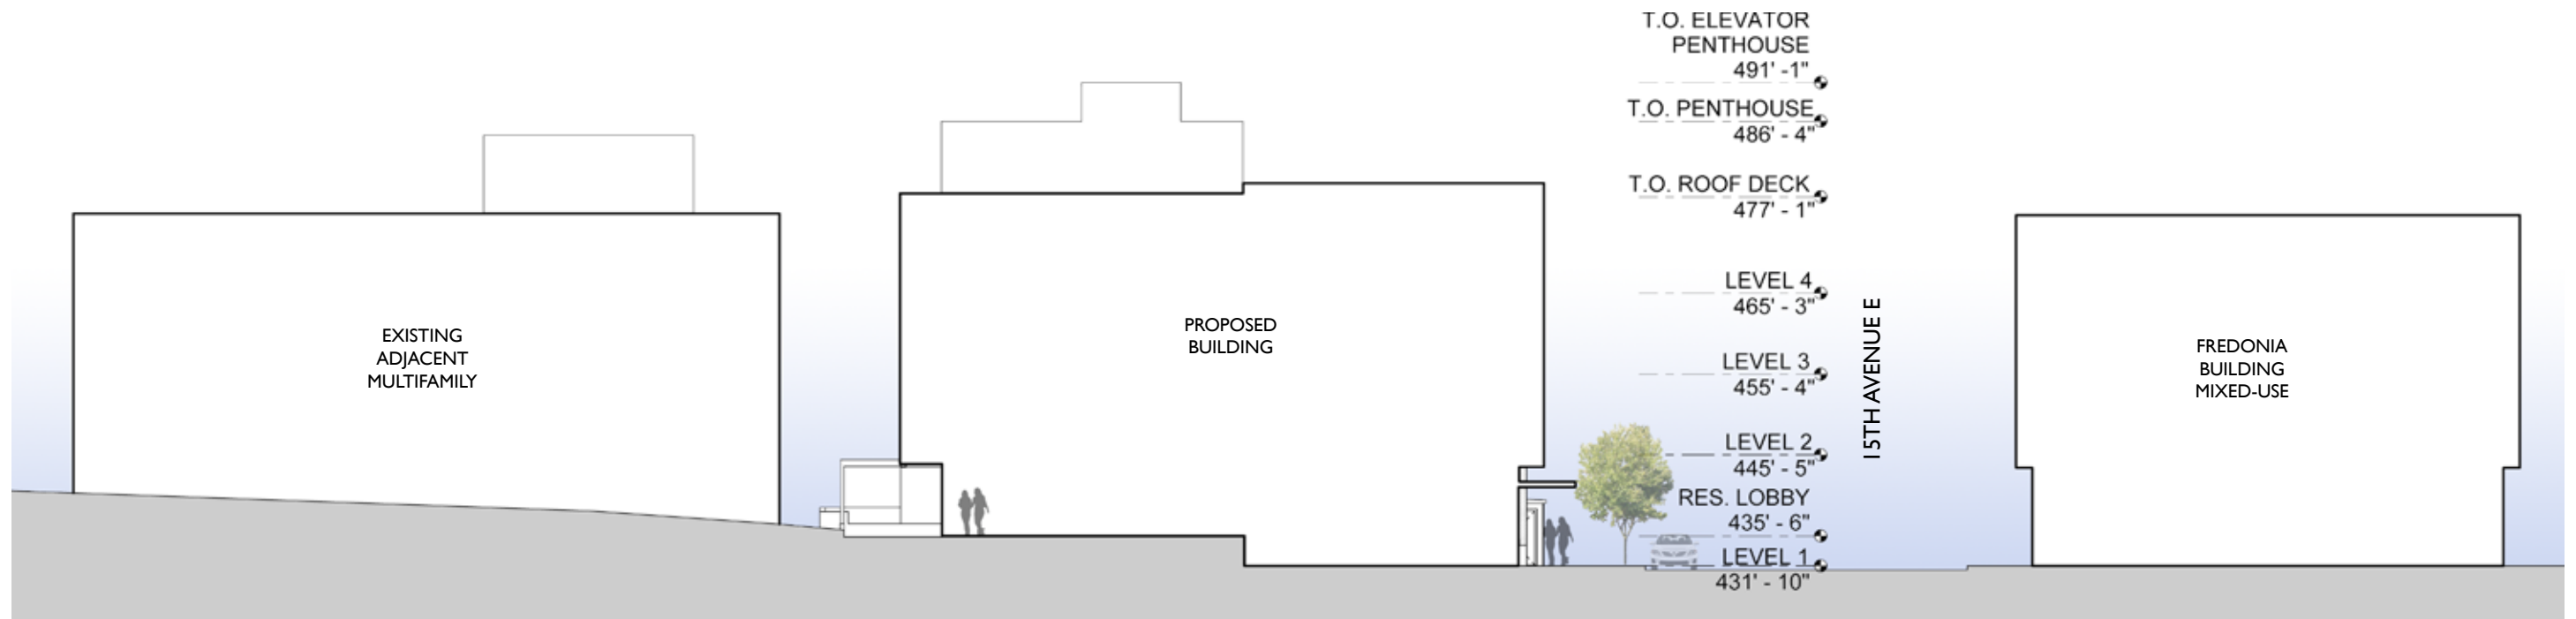 T.O. ELEVATOR
PENTHOUSE
491' -1"
T.O. PENTHOUSE
486' - 4"
T.O. ROOF DECK
477' - 1"
LEVEL 4
465' - 3"
LEVEL 3
455' - 4"
LEVEL 2
445' - 5"
RES. LOBBY
435' - 6"
LEVEL 1
431' - 10"
15TH AVENUE E
EXISTING
ADJACENT
MULTIFAMILY
PROPOSED
BUILDING
FREDONIA
BUILDING
MIXED-USE